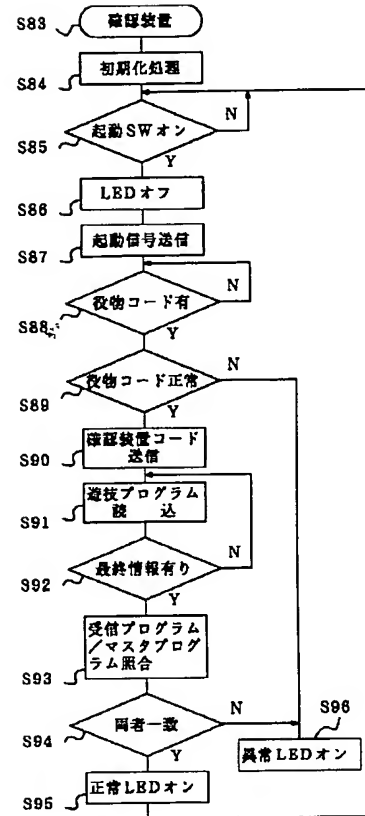 S83
確認装置
S84
初期化処理
S85
起動SWオン
N
Y
S86
LEDオフ
S87
起動信号送信
S88
役物コード有
N
Y
S89
役物コード正常
N
Y
S90
確認装置コード
送信
S91
遊技プログラム
読 込
S92
最終情報有り
N
Y
S93
受信プログラム
/マスタプログ
ラム照合
S94
両者一致
N
Y
S96
異常LEDオン
S95
正常LEDオン